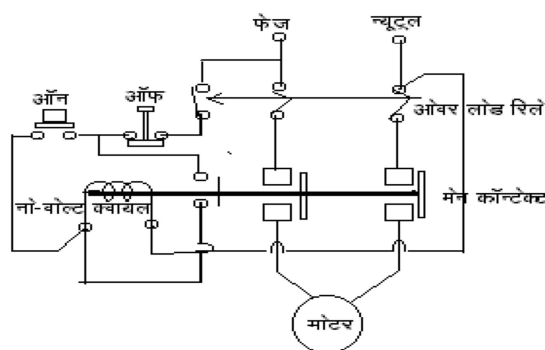 फेज
न्यूट्रल
ऑन
ऑफ
ओवर लोड रिले
नो-वोल्ट क्वायल
मेन कॉन्टेक्ट
मोटर